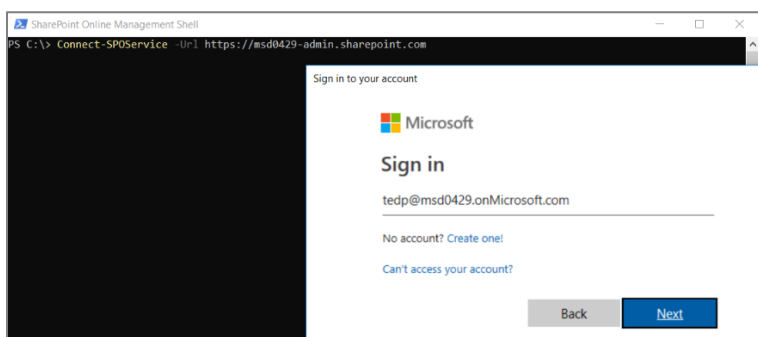 SharePoint Online Management Shell
PS C:\> Connect-SPOService -Url https://msd0429-admin.sharepoint.com
Sign in to your account
Microsoft
Sign in
tedp@msd0429.onMicrosoft.com
No account? Create one!
Can't access your account?
Back Next